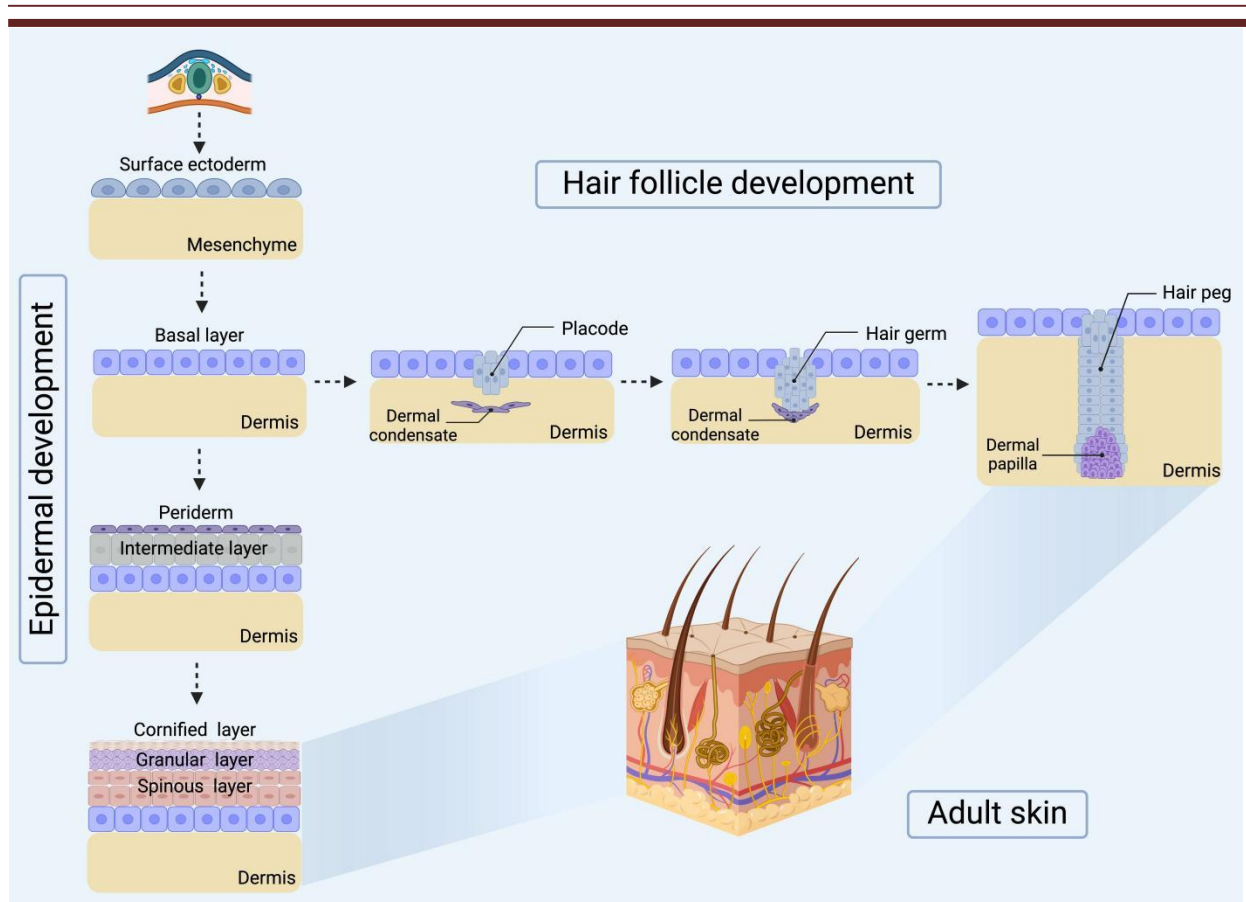 Surface ectoderm
Mesenchyme
Hair follicle development
Epidermal development
Basal layer
Dermis
Placode
Dermal
condensate
Dermis
Hair germ
Dermal
condensate
Dermis
Hair peg
Dermal
papilla
Dermis
Periderm
Intermediate layer
Dermis
Cornified layer
Granular layer
Spinous layer
Dermis
Adult skin